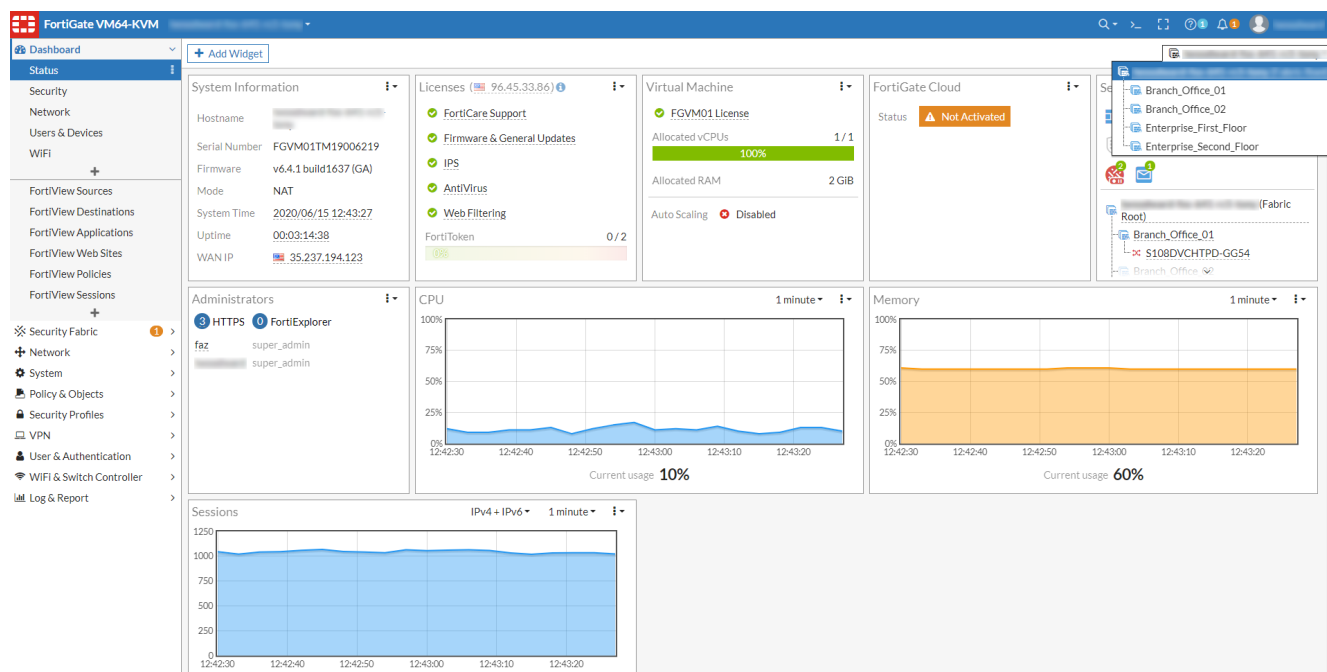 FortiGate VM64-KVM
1
1
Dashboard
Status
Security
Network
Users & Devices
WiFi
FortiView Sources
FortiView Destinations
FortiView Applications
FortiView Web Sites
FortiView Policies
FortiView Sessions
Security Fabric 1
Network
System
Policy & Objects
Security Profiles
VPN
User & Authentication
WiFi & Switch Controller
Log & Report
Add Widget
System Information
Hostname
Serial Number FGVM01TM19006219
Firmware v6.4.1 build1637 (GA)
Mode NAT
System Time 2020/06/15 12:43:27
Uptime 00:03:14:38
WAN IP 35.237.194.123
Licenses ( 96.45.33.86)
FortiCare Support
Firmware & General Updates
IPS
AntiVirus
Web Filtering
FortiToken 0 / 2
0%
Virtual Machine
FGVM01 License
Allocated vCPUs 1 / 1
100%
Allocated RAM 2 GiB
Auto Scaling Disabled
FortiGate Cloud
Status Not Activated
Se
Branch_Office_01
Branch_Office_02
Enterprise_First_Floor
Enterprise_Second_Floor
2
1
(Fabric
Root)
Branch_Office_01
S108DVCHTPD-GG54
Branch_Office
Administrators
3 HTTPS 0 FortiExplorer
faz super_admin
super_admin
CPU 1 minute
100%
75%
50%
25%
0%
12:42:30 12:42:40 12:42:50 12:43:00 12:43:10 12:43:20
Current usage 10%
Memory 1 minute
100%
75%
50%
25%
0%
12:42:30 12:42:40 12:42:50 12:43:00 12:43:10 12:43:20
Current usage 60%
Sessions IPv4 + IPv6 1 minute
1250
1000
750
500
250
0
12:42:30 12:42:40 12:42:50 12:43:00 12:43:10 12:43:20